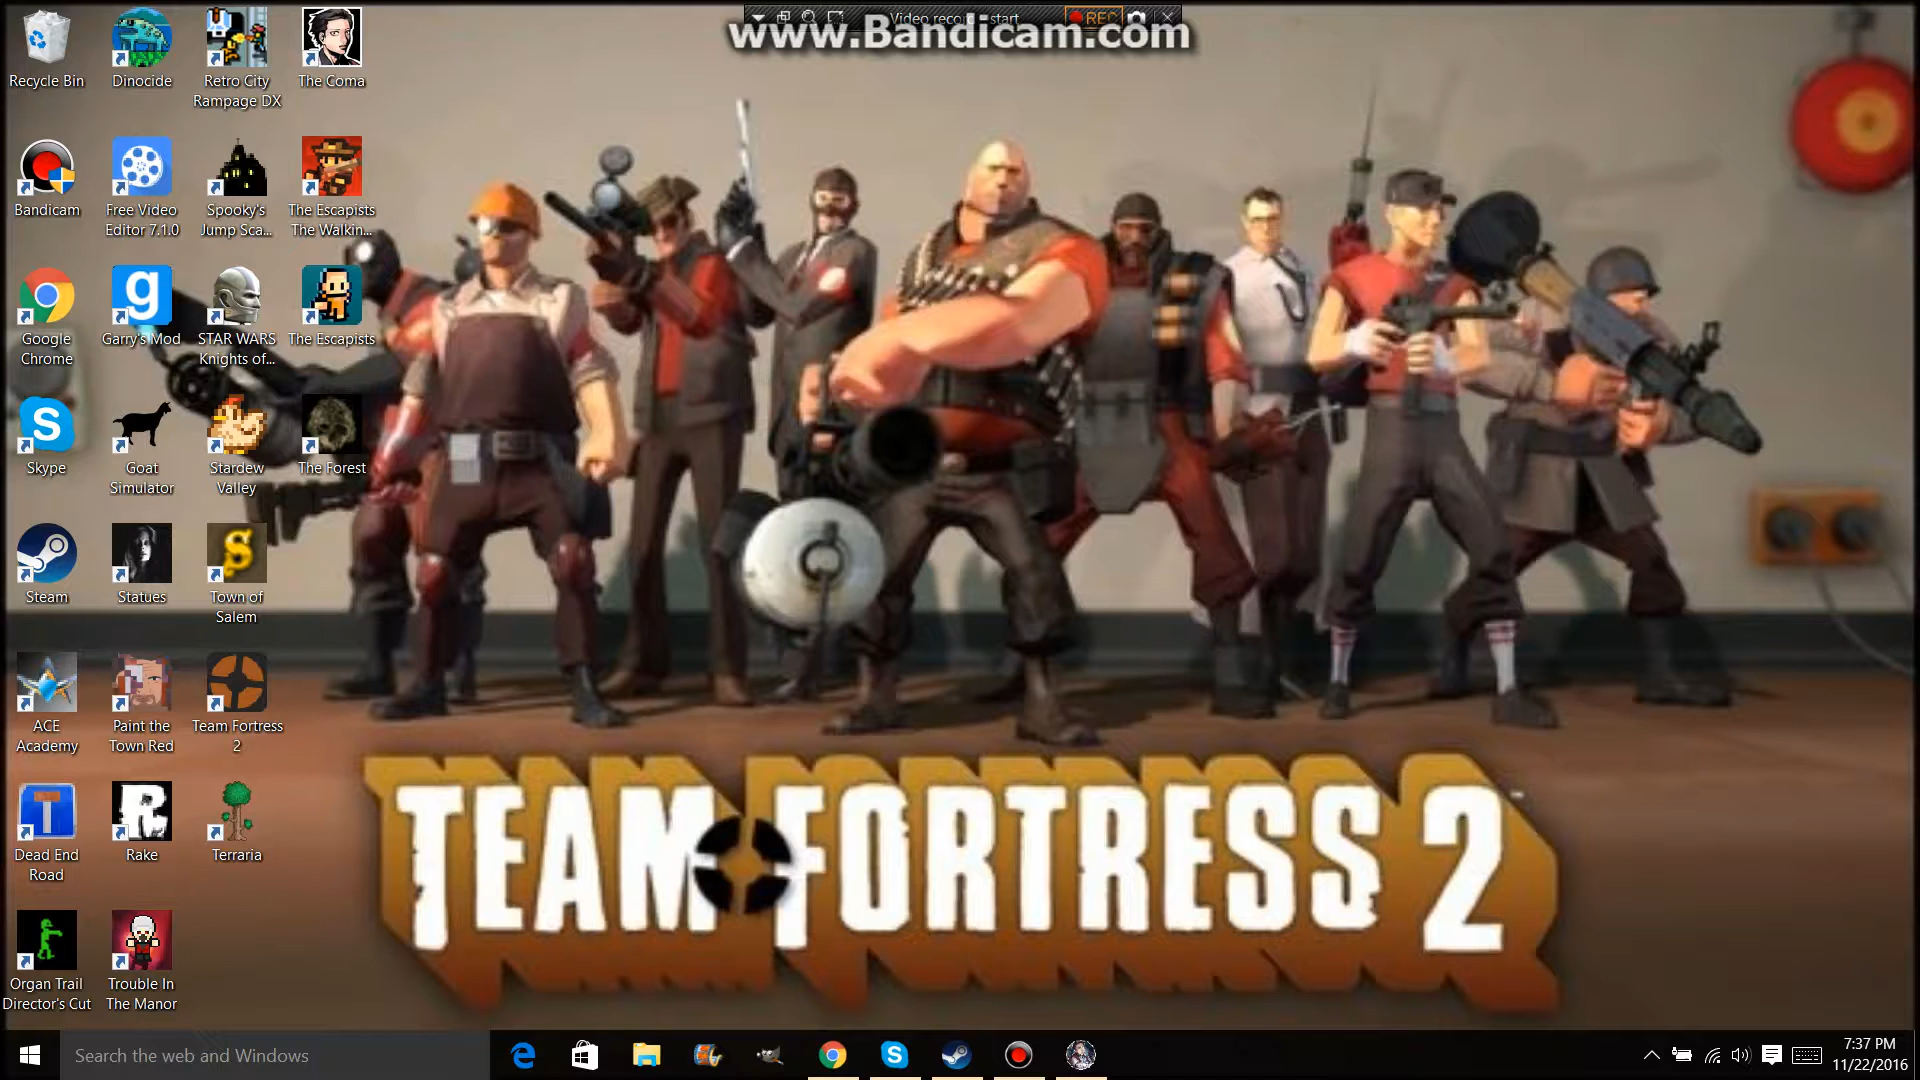 Video record - start
REC
www.Bandicam.com
Recycle Bin
Dinocide
Retro City
Rampage DX
The Coma
Bandicam
Free Video
Editor 7.1.0
Spooky's
Jump Sca...
The Escapists
The Walkin...
Google
Chrome
Garry's Mod
STAR WARS
Knights of...
The Escapists
Skype
Goat
Simulator
Stardew
Valley
The Forest
Steam
Statues
Town of
Salem
ACE
Academy
Paint the
Town Red
Team Fortress
2
Dead End
Road
Rake
Terraria
Organ Trail
Director's Cut
Trouble In
The Manor
TEAM FORTRESS 2
Search the web and Windows
7:37 PM
11/22/2016